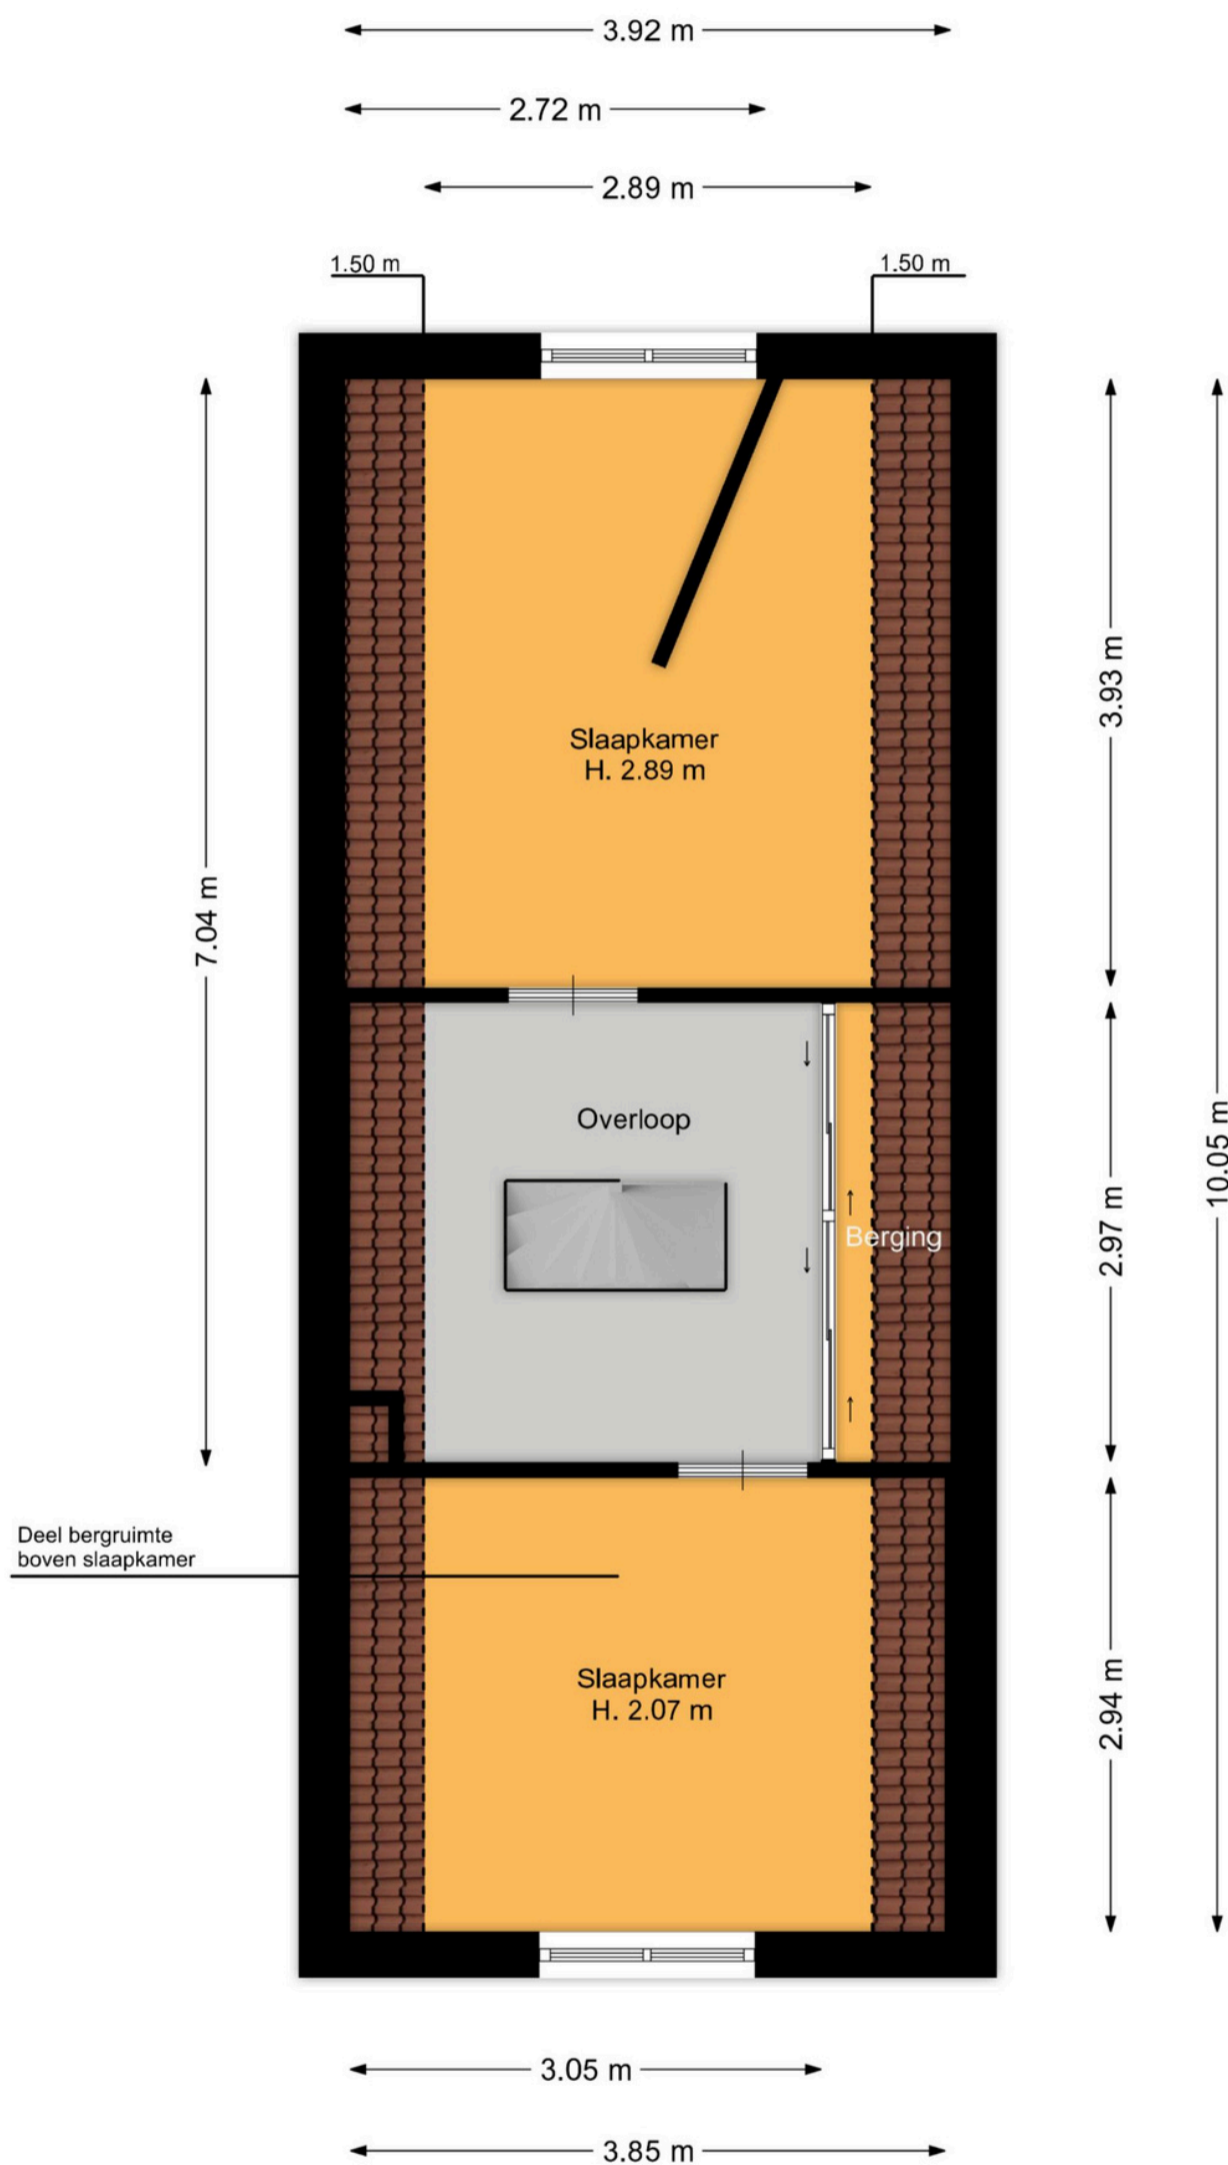 3.92 m
2.72 m
2.89 m
1.50 m
1.50 m
3.93 m
Slaapkamer
H. 2.89 m
7.04 m
Overloop
10.05 m
2.97 m
Berging
Deel bergruimte
boven slaapkamer
Slaapkamer
H. 2.07 m
2.94 m
3.05 m
3.85 m